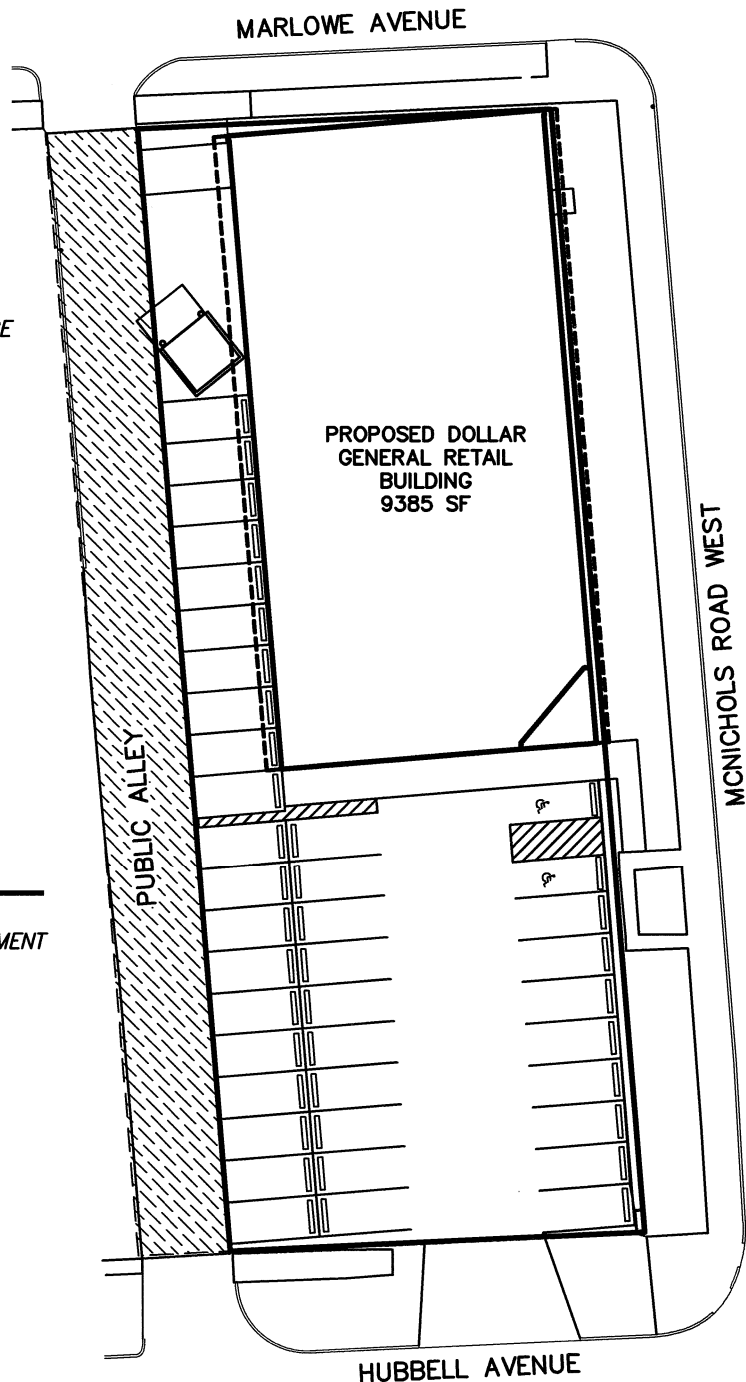 MARLOWE AVENUE
PROPOSED DOLLAR
GENERAL RETAIL
BUILDING
9385 SF
MCNICHOLS ROAD WEST
PUBLIC ALLEY
HUBBELL AVENUE